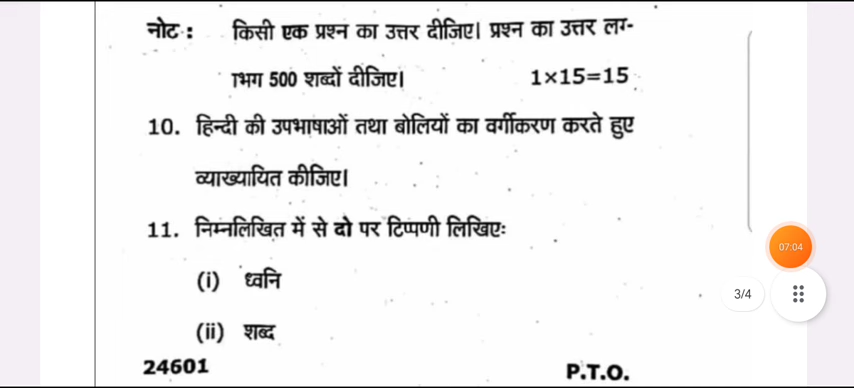 नोट : किसी एक प्रश्न का उत्तर दीजिए। प्रश्न का उत्तर लग-
भग 500 शब्दों दीजिए। 1×15=15
10. हिन्दी की उपभाषाओं तथा बोलियों का वर्गीकरण करते हुए
व्याख्यायित कीजिए।
11. निम्नलिखित में से दो पर टिप्पणी लिखिए:
(i) ध्वनि
07:04
3/4
(ii) शब्द
24601 P.T.O.